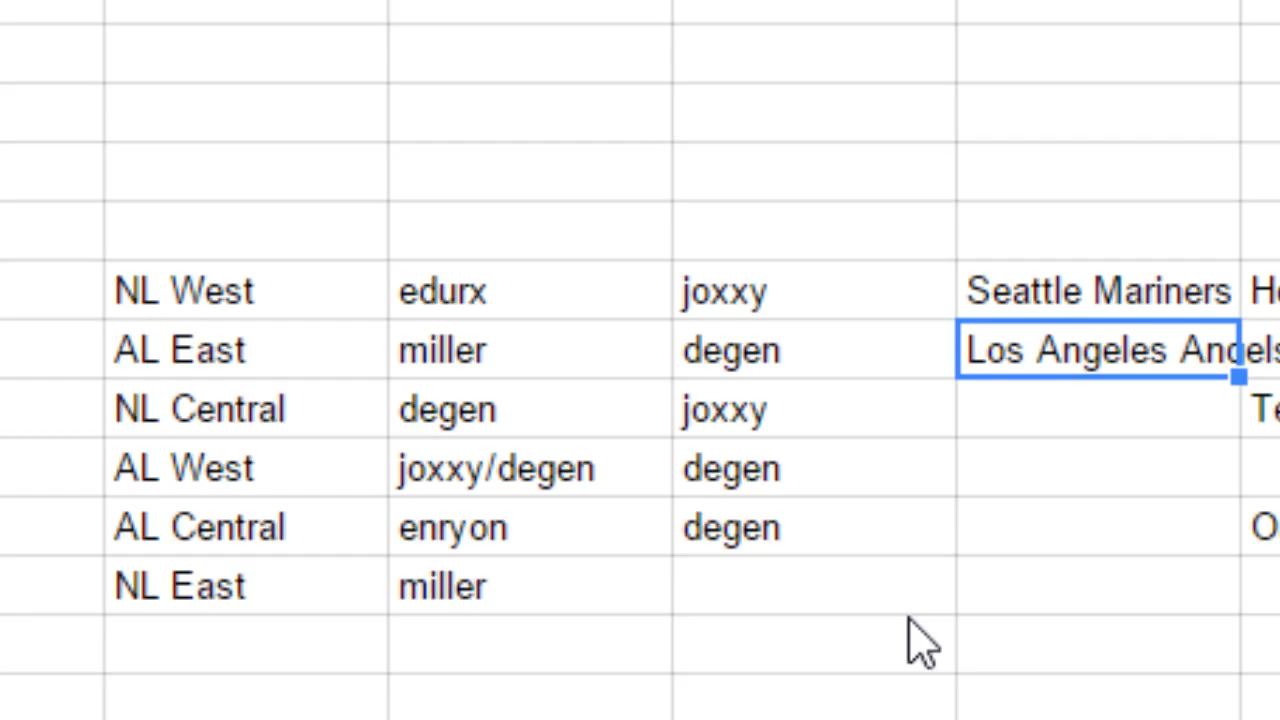 NL West edurx joxxy Seattle Mariners
AL East miller degen Los Angeles Angels
NL Central degen joxxy
AL West joxxy/degen degen
AL Central enryon degen
NL East miller